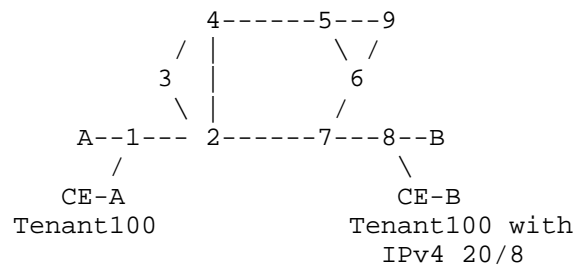 4------5---9
/ | \ /
3 | 6
\ | /
A--1--- 2------7---8--B
/ \
CE-A CE-B
Tenant100 Tenant100 with
IPv4 20/8